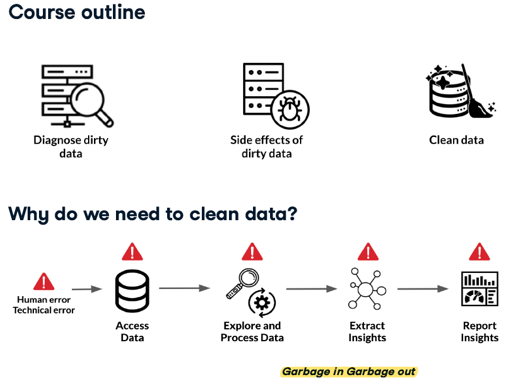 Course outline
Diagnose dirty
data
Side effects of
dirty data
Clean data
Why do we need to clean data?
Human error
Technical error
Access
Data
Explore and
Process Data
Extract
Insights
Report
Insights
Garbage in Garbage out